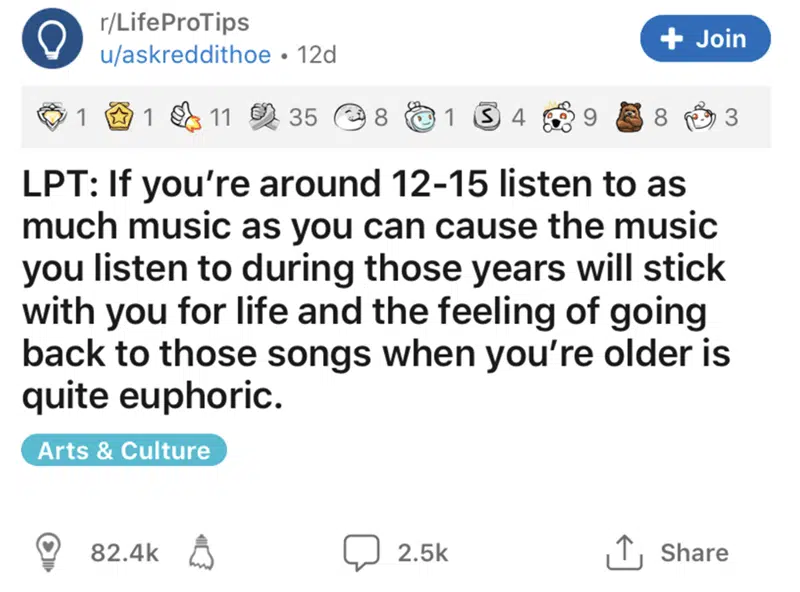 r/LifeProTips
u/askreddithoe • 12d
+ Join
1 1 11 35 8 1 S 4 9 8 3
LPT: If you’re around 12-15 listen to as
much music as you can cause the music
you listen to during those years will stick
with you for life and the feeling of going
back to those songs when you’re older is
quite euphoric.
Arts & Culture
82.4k 2.5k Share